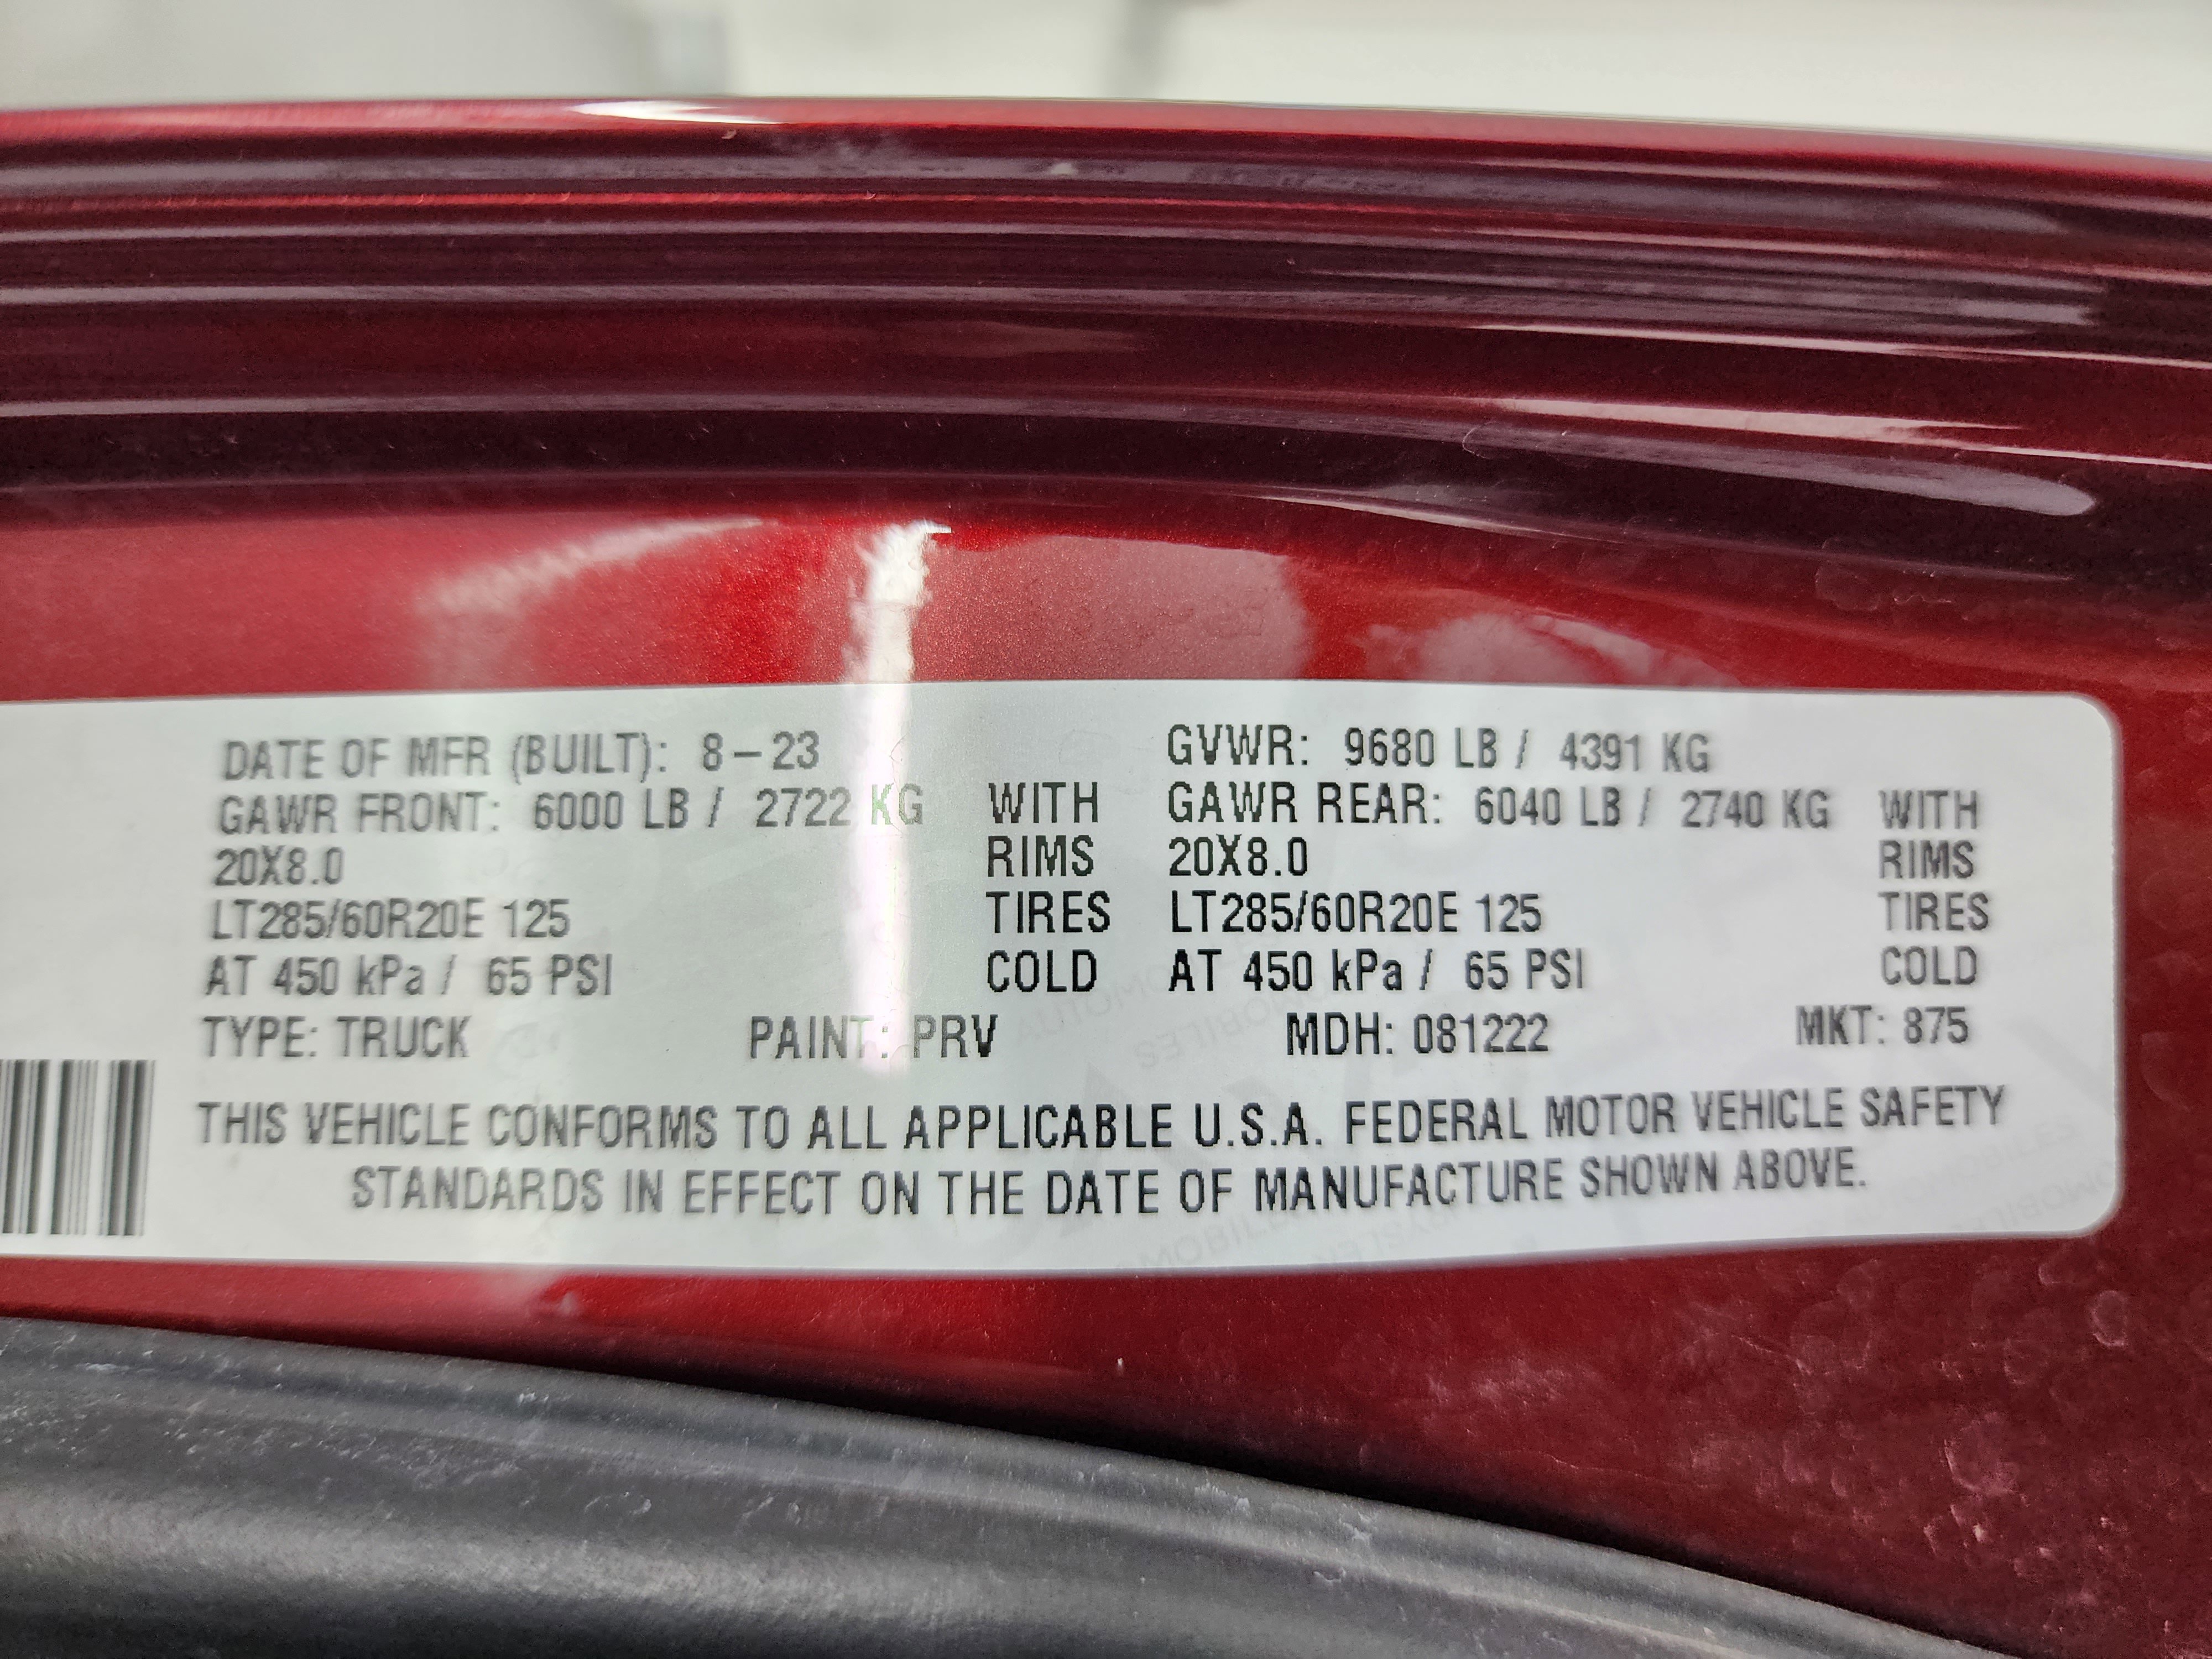 DATE OF MFR (BUILT): 8-23 GVWR: 9680 LB / 4391 KG
GAWR FRONT: 6000 LB / 2722 KG WITH GAWR REAR: 6040 LB / 2740 KG WITH
20X8.0 RIMS 20X8.0 RIMS
LT285/60R20E 125 TIRES LT285/60R20E 125 TIRES
AT 450 kPa / 65 PSI COLD AT 450 kPa / 65 PSI COLD
TYPE: TRUCK PAINT: PRV MDH: 081222 MKT: 875
THIS VEHICLE CONFORMS TO ALL APPLICABLE U.S.A. FEDERAL MOTOR VEHICLE SAFETY
STANDARDS IN EFFECT ON THE DATE OF MANUFACTURE SHOWN ABOVE.